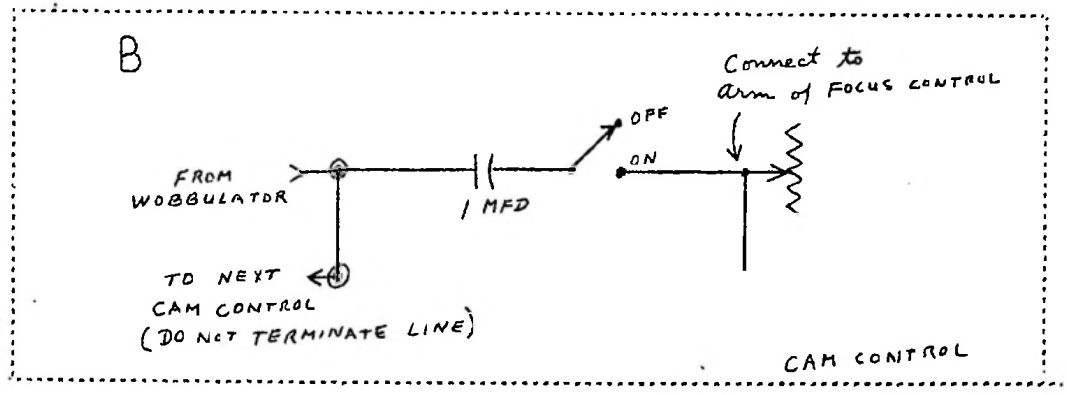 B
Connect to
arm of FOCUS CONTROL
OFF
ON
FROM
WOBBULATOR
1 MFD
TO NEXT
CAM CONTROL
(DO NOT TERMINATE LINE)
CAM CONTROL